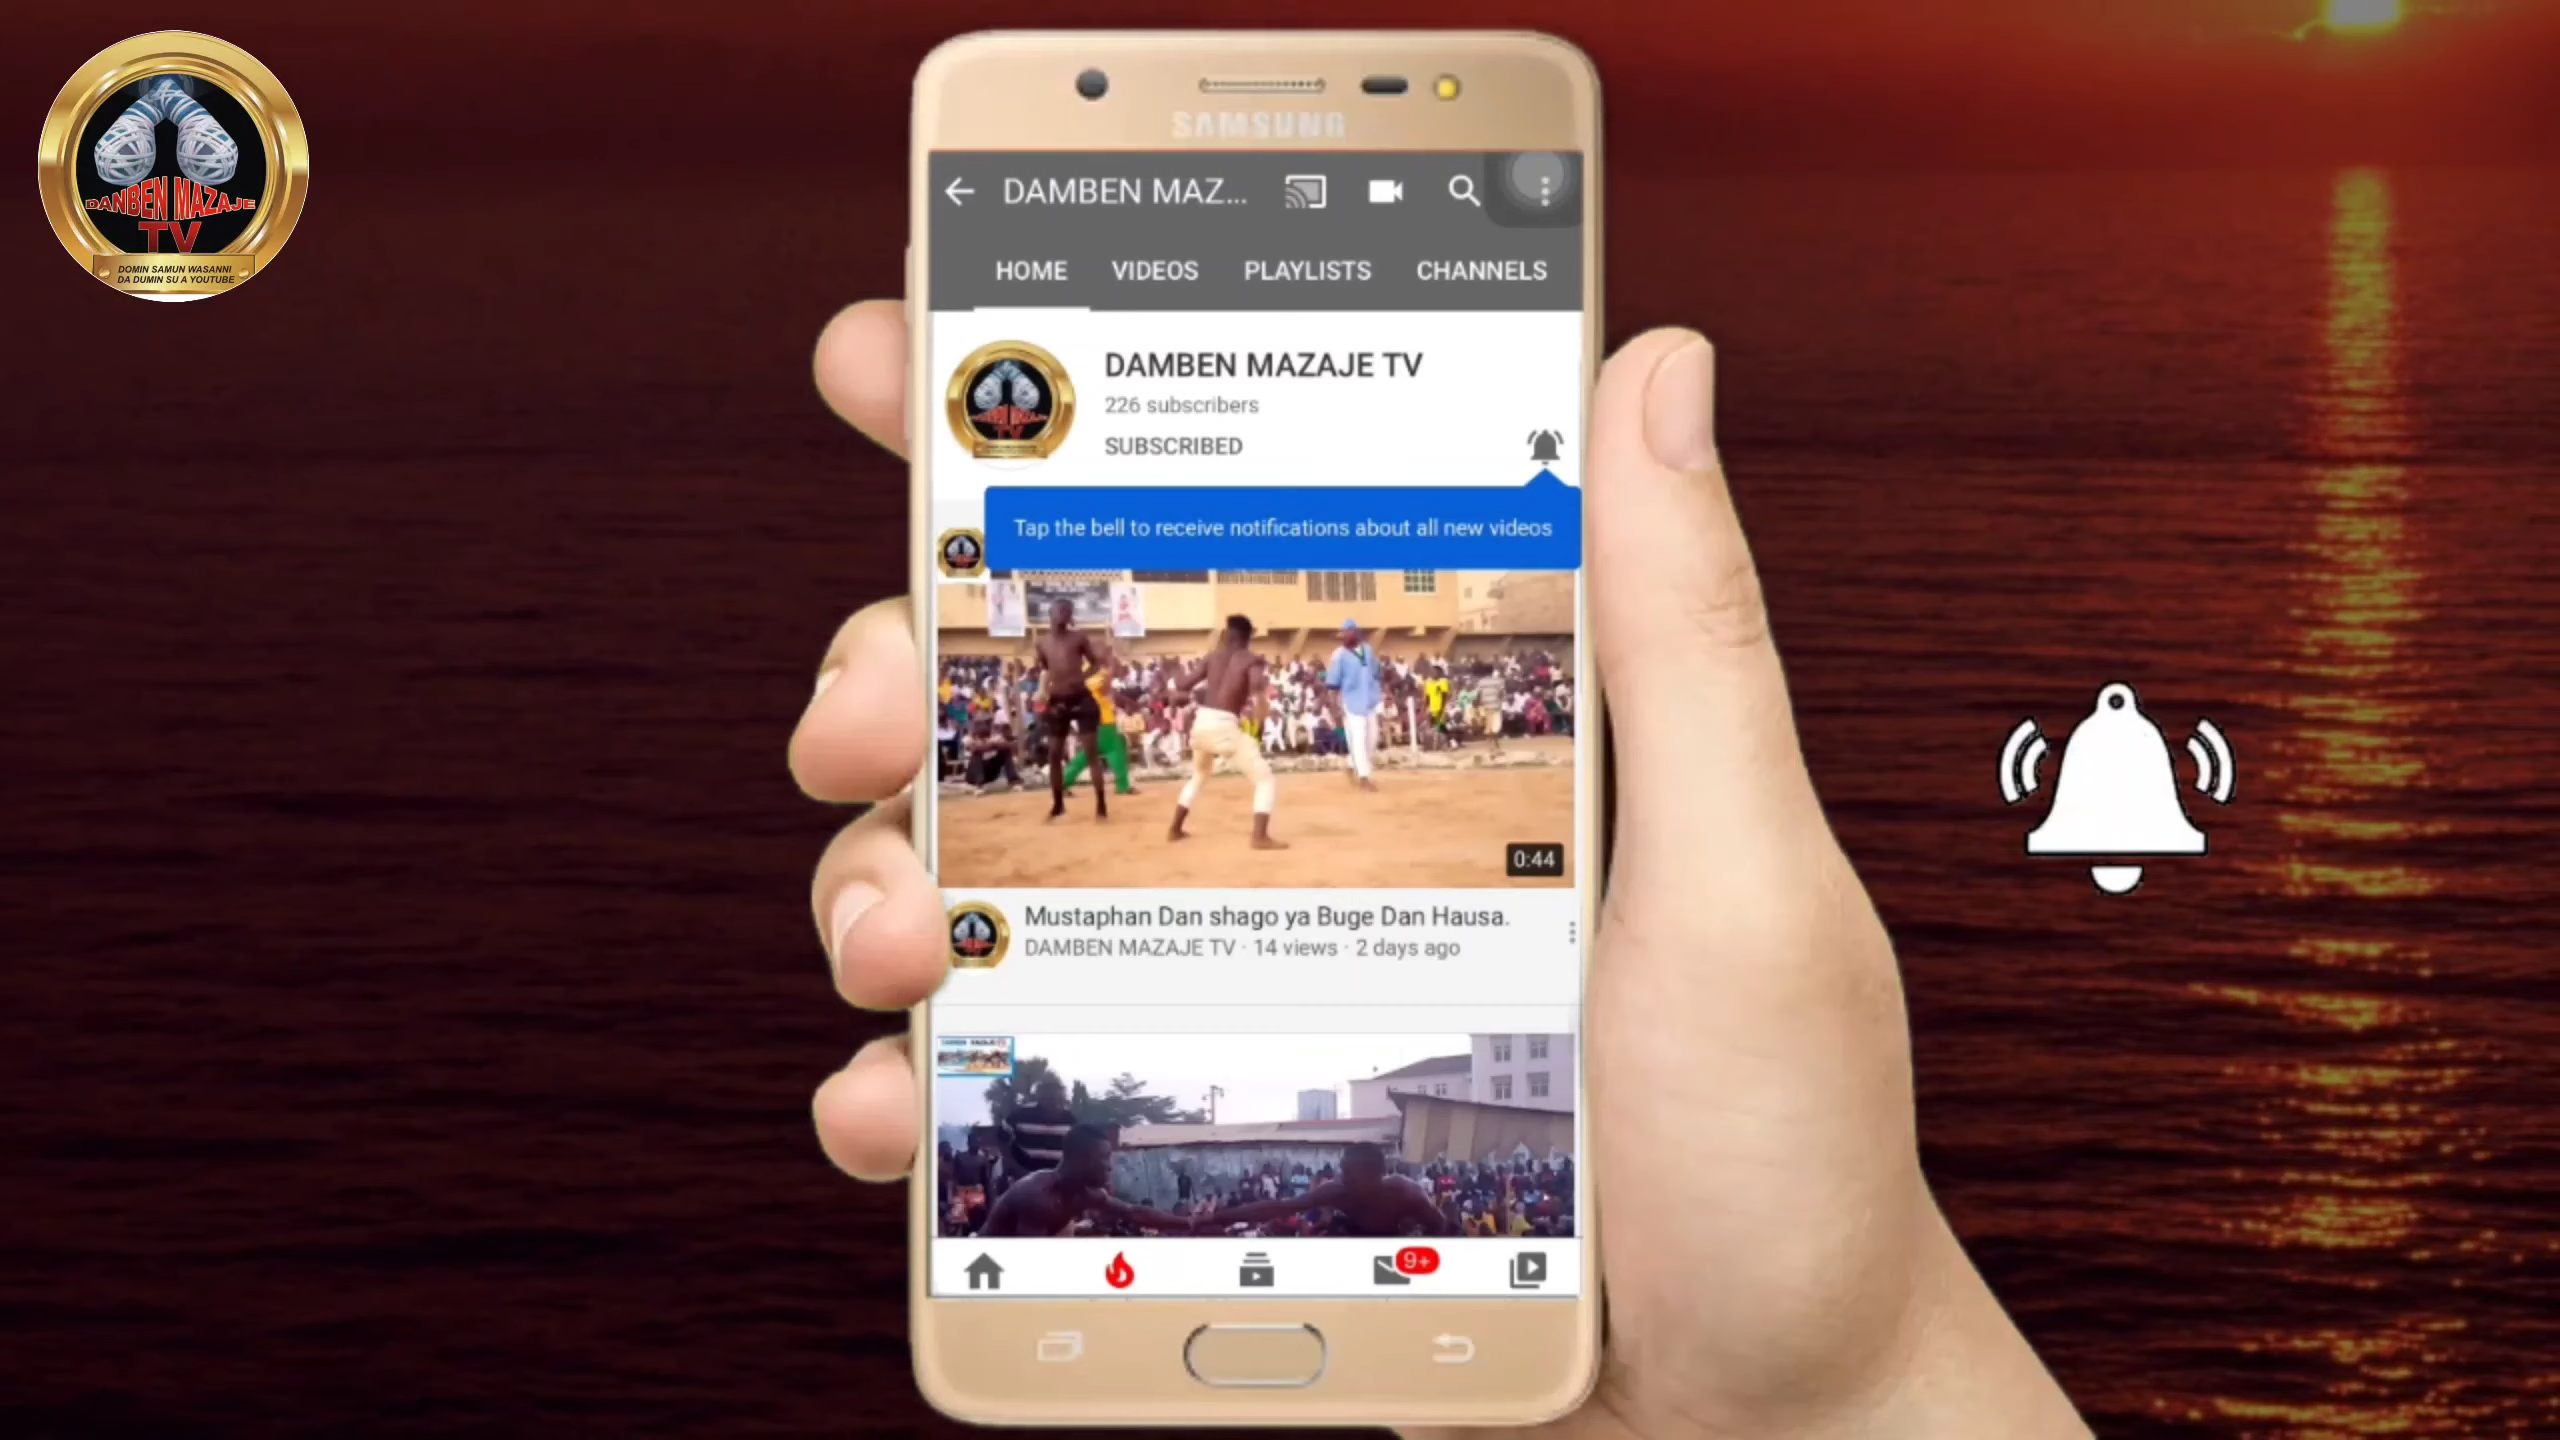 DANBEN MAZAJE
TV
DOMIN SAMUN WASANNI
DA DUMIN SU A YOUTUBE
SAMSUNG
DAMBEN MAZ...
HOME VIDEOS PLAYLISTS CHANNELS
DAMBEN MAZAJE TV
226 subscribers
SUBSCRIBED
Tap the bell to receive notifications about all new videos
0:44
Mustaphan Dan shago ya Buge Dan Hausa.
DAMBEN MAZAJE TV · 14 views · 2 days ago
9+